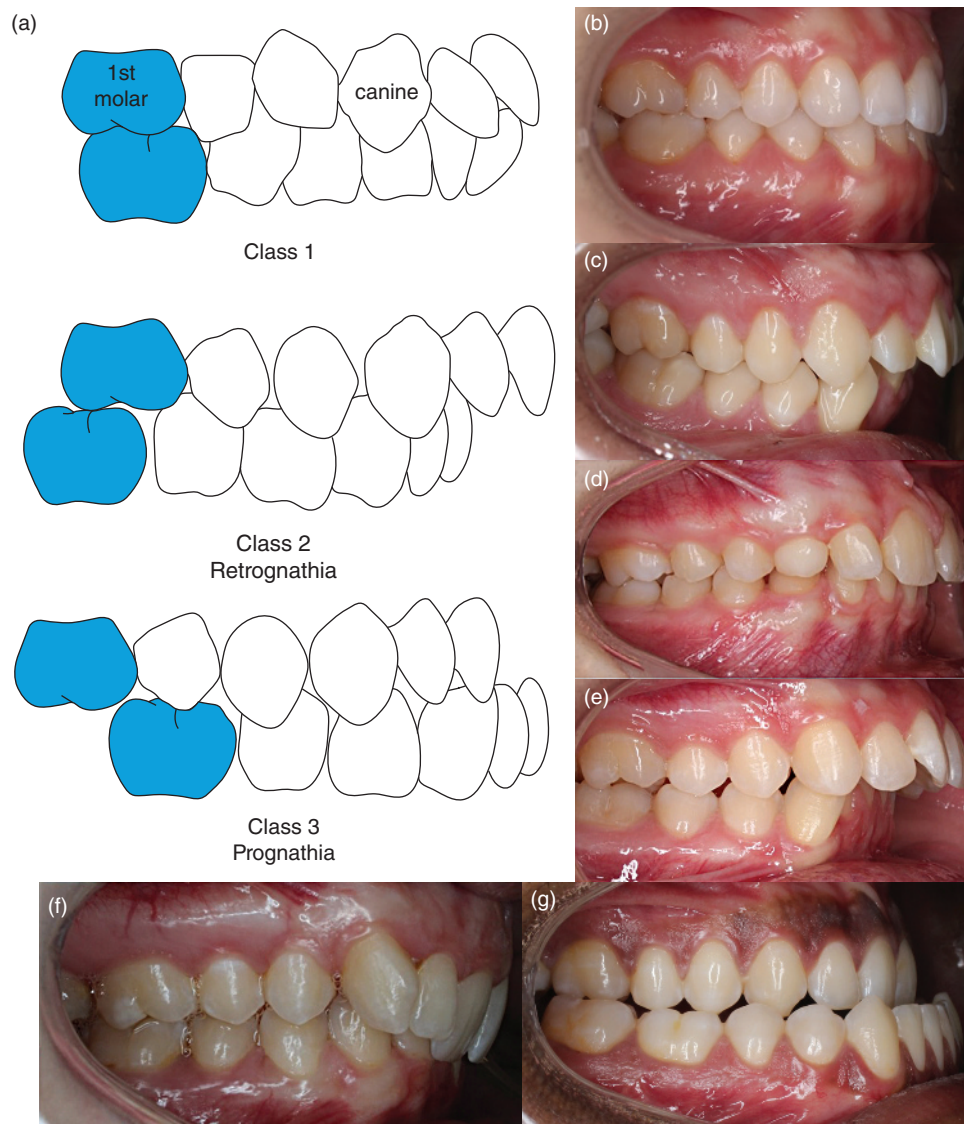 (a)
1st
molar
canine
Class 1
Class 2
Retrognathia
Class 3
Prognathia
(b)
(c)
(d)
(e)
(f)
(g)